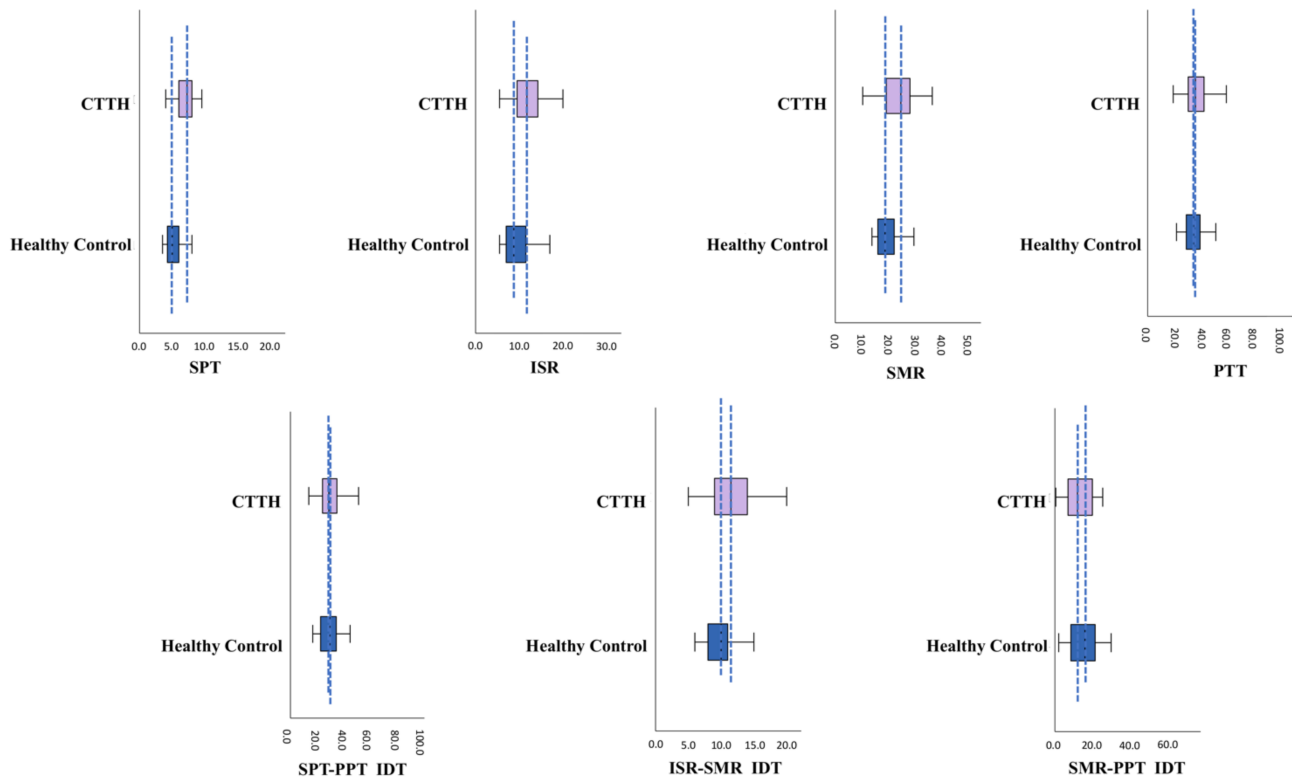 CTTH
Healthy Control
0.0 5.0 10.0 15.0 20.0
SPT
CTTH
Healthy Control
0.0 10.0 20.0 30.0
ISR
CTTH
Healthy Control
0.0 10.0 20.0 30.0 40.0 50.0
SMR
CTTH
Healthy Control
0.0 20.0 40.0 60.0 80.0 100.0
PTT
CTTH
Healthy Control
0.0 20.0 40.0 60.0 80.0 100.0
SPT-PPT IDT
CTTH
Healthy Control
0.0 5.0 10.0 15.0 20.0
ISR-SMR IDT
CTTH
Healthy Control
0.0 20.0 40.0 60.0
SMR-PPT IDT